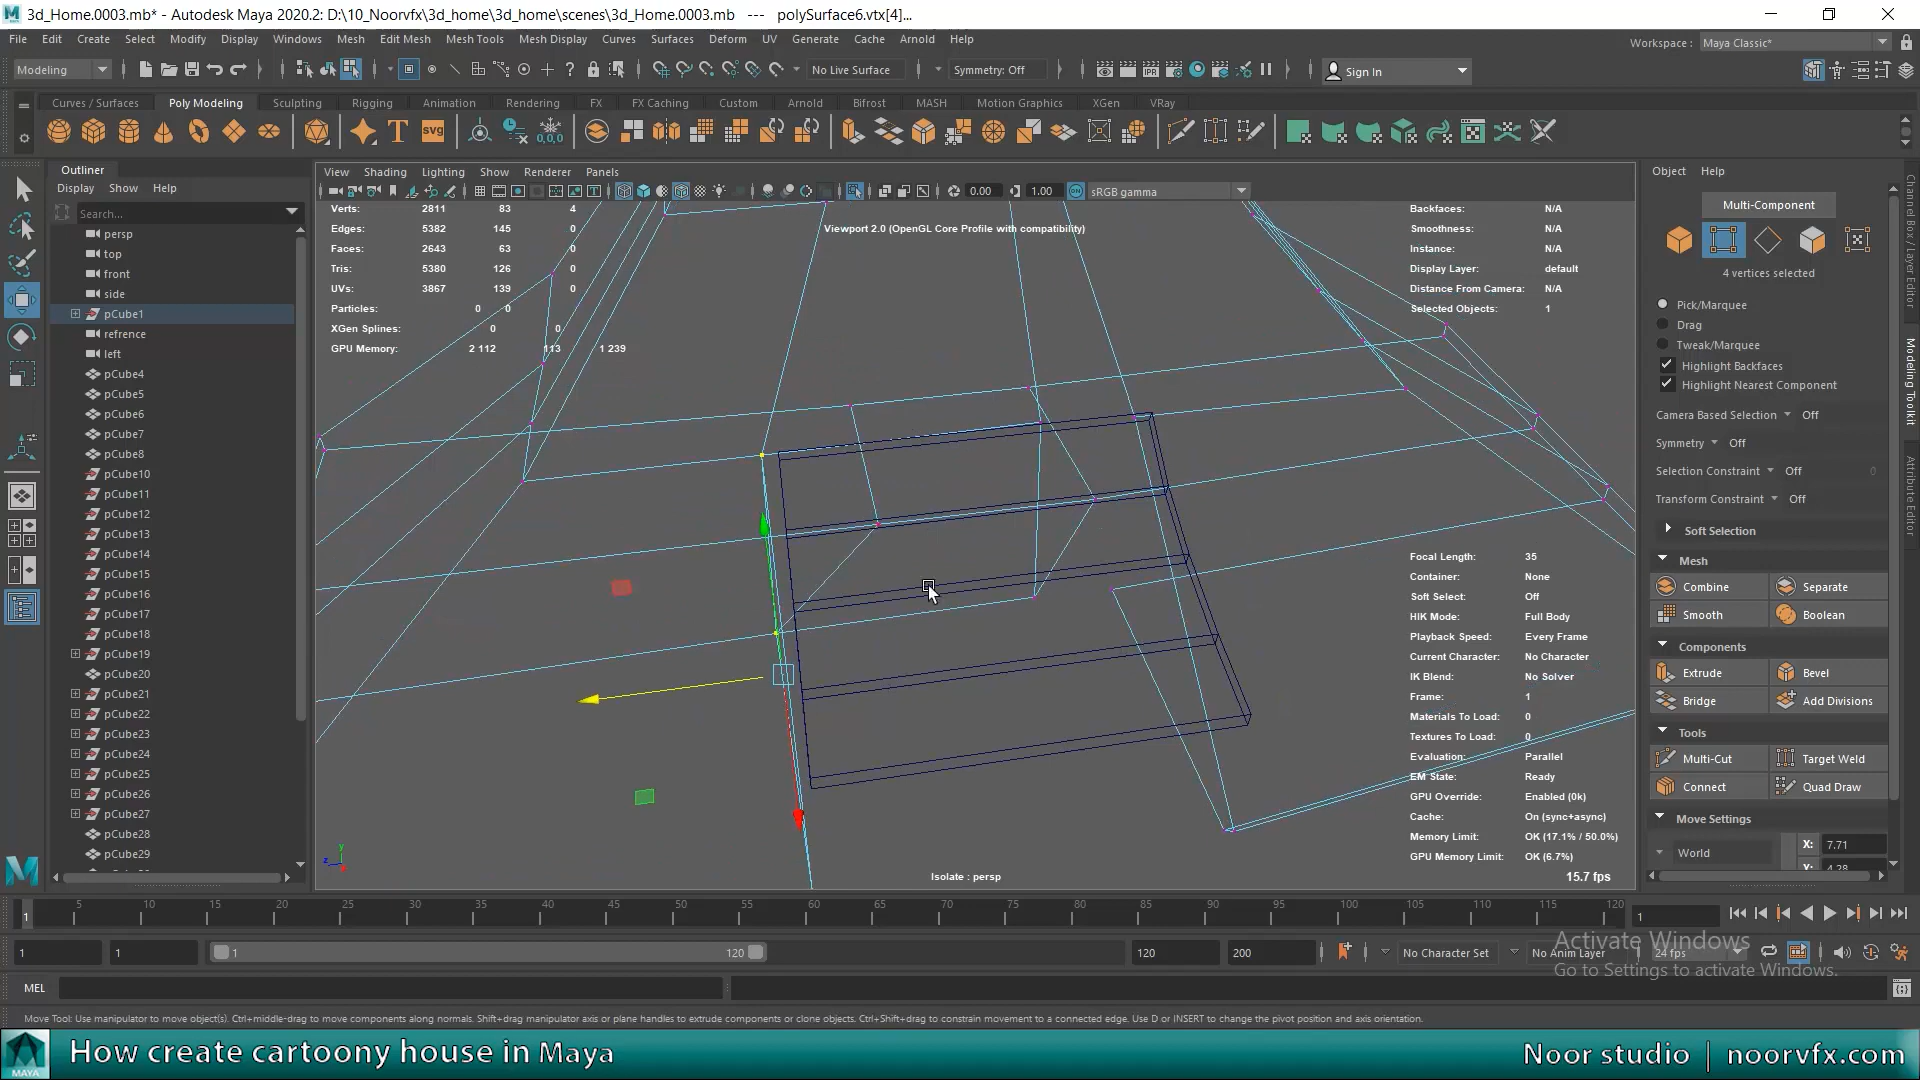 3d_Home.0003.mb* - Autodesk Maya 2020.2: D:\10_Noorvfx\3d_home\3d_home\scenes\3d_Home.0003.mb --- polySurface6.vtx[4]...
File Edit Create Select Modify Display Windows Mesh Edit Mesh Mesh Tools Mesh Display Curves Surfaces Deform UV Generate Cache Arnold Help
Workspace : Maya Classic*
Modeling No Live Surface Symmetry: Off Sign In
Curves / Surfaces Poly Modeling Sculpting Rigging Animation Rendering FX FX Caching Custom Arnold Bifrost MASH Motion Graphics XGen VRay
T svg 0,0,0
Outliner
Display Show Help
Search...
persp
top
front
side
pCube1
refrence
left
pCube4
pCube5
pCube6
pCube7
pCube8
pCube10
pCube11
pCube12
pCube13
pCube14
pCube15
pCube16
pCube17
pCube18
pCube19
pCube20
pCube21
pCube22
pCube23
pCube24
pCube25
pCube26
pCube27
pCube28
pCube29
View Shading Lighting Show Renderer Panels
0.00 1.00 ON sRGB gamma
Verts: 2811 83 4
Edges: 5382 145 0
Faces: 2643 63 0
Tris: 5380 126 0
UVs: 3867 139 0
Particles: 0 0
XGen Splines: 0 0
GPU Memory: 2 112 113 1 239
Viewport 2.0 (OpenGL Core Profile with compatibility)
Backfaces: N/A
Smoothness: N/A
Instance: N/A
Display Layer: default
Distance From Camera: N/A
Selected Objects: 1
Focal Length: 35
Container: None
Soft Select: Off
HIK Mode: Full Body
Playback Speed: Every Frame
Current Character: No Character
IK Blend: No Solver
Frame: 1
Materials To Load: 0
Textures To Load: 0
Evaluation: Parallel
EM State: Ready
GPU Override: Enabled (0k)
Cache: On (sync+async)
Memory Limit: OK (17.1% / 50.0%)
GPU Memory Limit: OK (6.7%)
y
z
Isolate : persp
15.7 fps
Object Help
Multi-Component
4 vertices selected
Pick/Marquee
Drag
Tweak/Marquee
Highlight Backfaces
Highlight Nearest Component
Camera Based Selection Off
Symmetry Off
Selection Constraint Off 0
Transform Constraint Off
Soft Selection
Mesh
Combine Separate
Smooth Boolean
Components
Extrude Bevel
Bridge Add Divisions
Tools
Multi-Cut Target Weld
Connect Quad Draw
Move Settings
World X: 7.71
Y: 4.28
Channel Box / Layer Editor
Modeling Toolkit
Attribute Editor
1 5 10 15 20 25 30 35 40 45 50 55 60 65 70 75 80 85 90 95 100 105 110 115 120 1
1 1 1 120 120 200 No Character Set No Anim Layer 24 fps
Activate Windows
Go to Settings to activate Windows.
MEL
Move Tool: Use manipulator to move object(s). Ctrl+middle-drag to move components along normals. Shift+drag manipulator axis or plane handles to extrude components or clone objects. Ctrl+Shift+drag to constrain movement to a connected edge. Use D or INSERT to change the pivot position and axis orientation.
MAYA
How create cartoony house in Maya
Noor studio | noorvfx.com